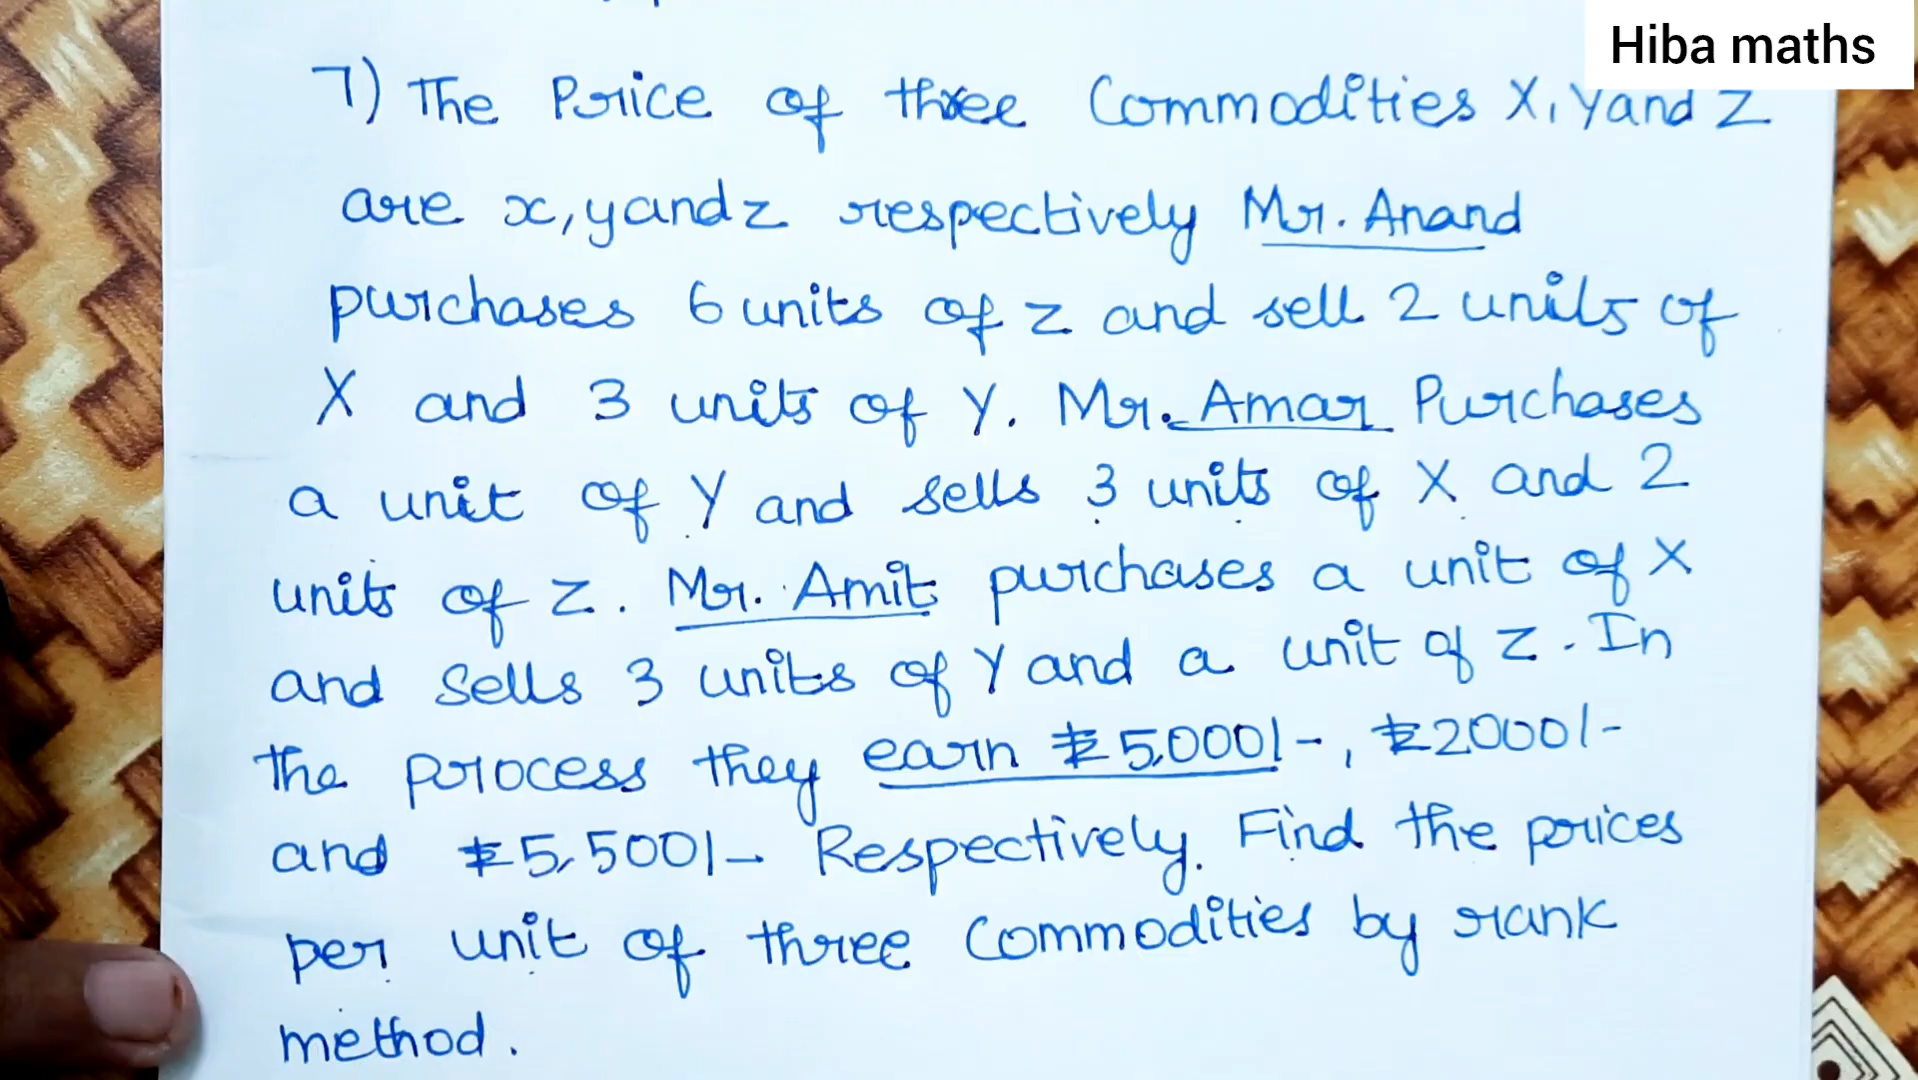 Hiba maths
7) The Price of three Commodities X, Y and Z
are x, y and z respectively Mr. Anand
purchases 6 units of z and sell 2 units of
X and 3 units of Y. Mr. Amar Purchases
a unit of Y and sells 3 units of X and 2
units of z. Mr. Amit purchases a unit of X
and sells 3 units of Y and a unit of z. In
the process they earn ₹5,000/-, ₹2000/-
and ₹5,500/- Respectively. Find the prices
per unit of three Commodities by rank
method.